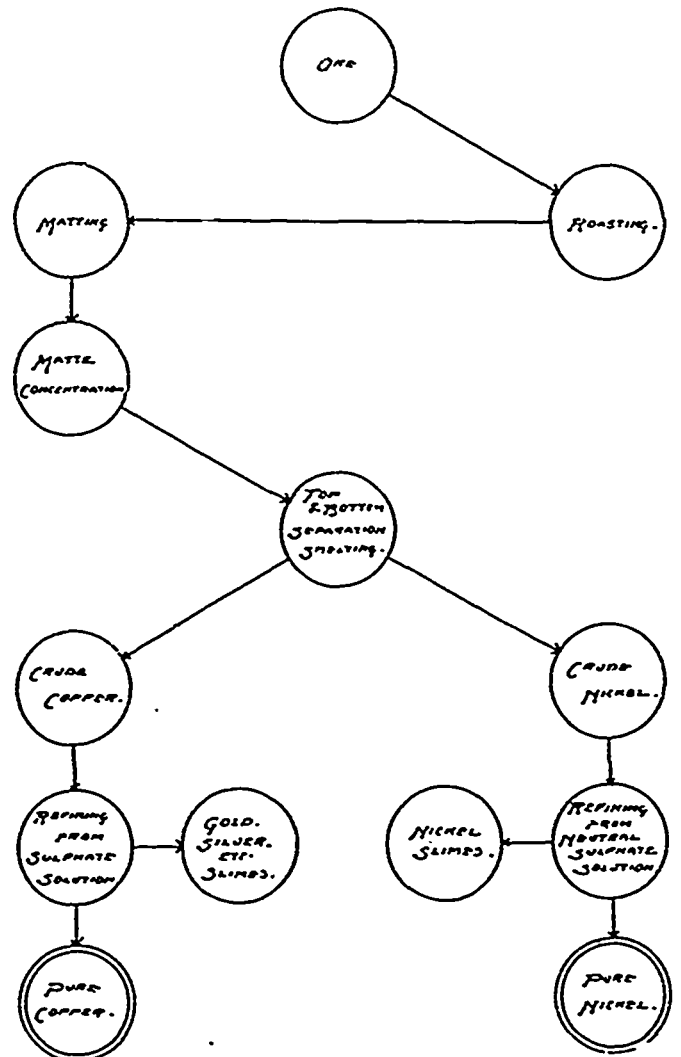 ORE
MATTING
ROASTING.
MATTE
CONCENTRATION
TOP
& BOTTOM
SEPARATION
SMELTING.
CRUDE
COPPER.
CRUDE
NICKEL.
REFINING
FROM
SULPHATE
SOLUTION
GOLD.
SILVER.
ETC.
SLIMES.
NICKEL
SLIMES.
REFINING
FROM
NEUTRAL
SULPHATE
SOLUTION
PURE
COPPER.
PURE
NICKEL.